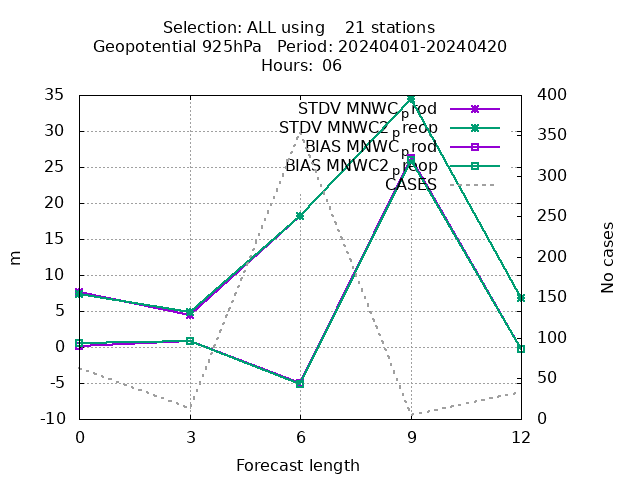 Selection: ALL using    21 stations
Geopotential 925hPa   Period: 20240401-20240420
Hours:  06
STDV MNWC_prod
STDV MNWC2_preop
BIAS MNWC_prod
BIAS MNWC2_preop
CASES
35
30
25
20
15
10
5
0
-5
-10
m
400
350
300
250
200
150
100
50
0
No cases
0 3 6 9 12
Forecast length